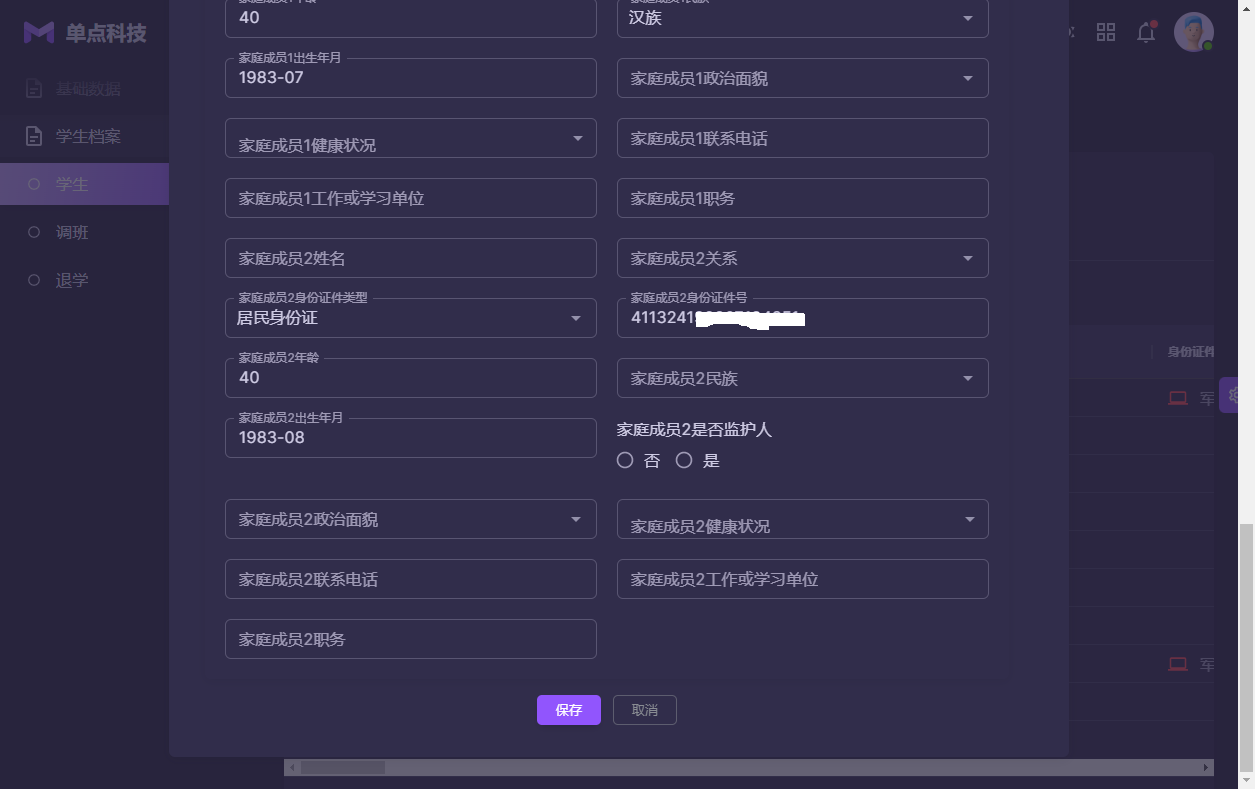 单点科技
基础数据
学生档案
学生
调班
退学
40
汉族
家庭成员1出生年月
1983-07
家庭成员1政治面貌
家庭成员1健康状况
家庭成员1联系电话
家庭成员1工作或学习单位
家庭成员1职务
家庭成员2姓名
家庭成员2关系
家庭成员2身份证件类型
居民身份证
家庭成员2身份证件号
4113241
家庭成员2年龄
40
家庭成员2民族
家庭成员2出生年月
1983-08
家庭成员2是否监护人
否 是
家庭成员2政治面貌
家庭成员2健康状况
家庭成员2联系电话
家庭成员2工作或学习单位
家庭成员2职务
保存
取消
身份证件
军
军